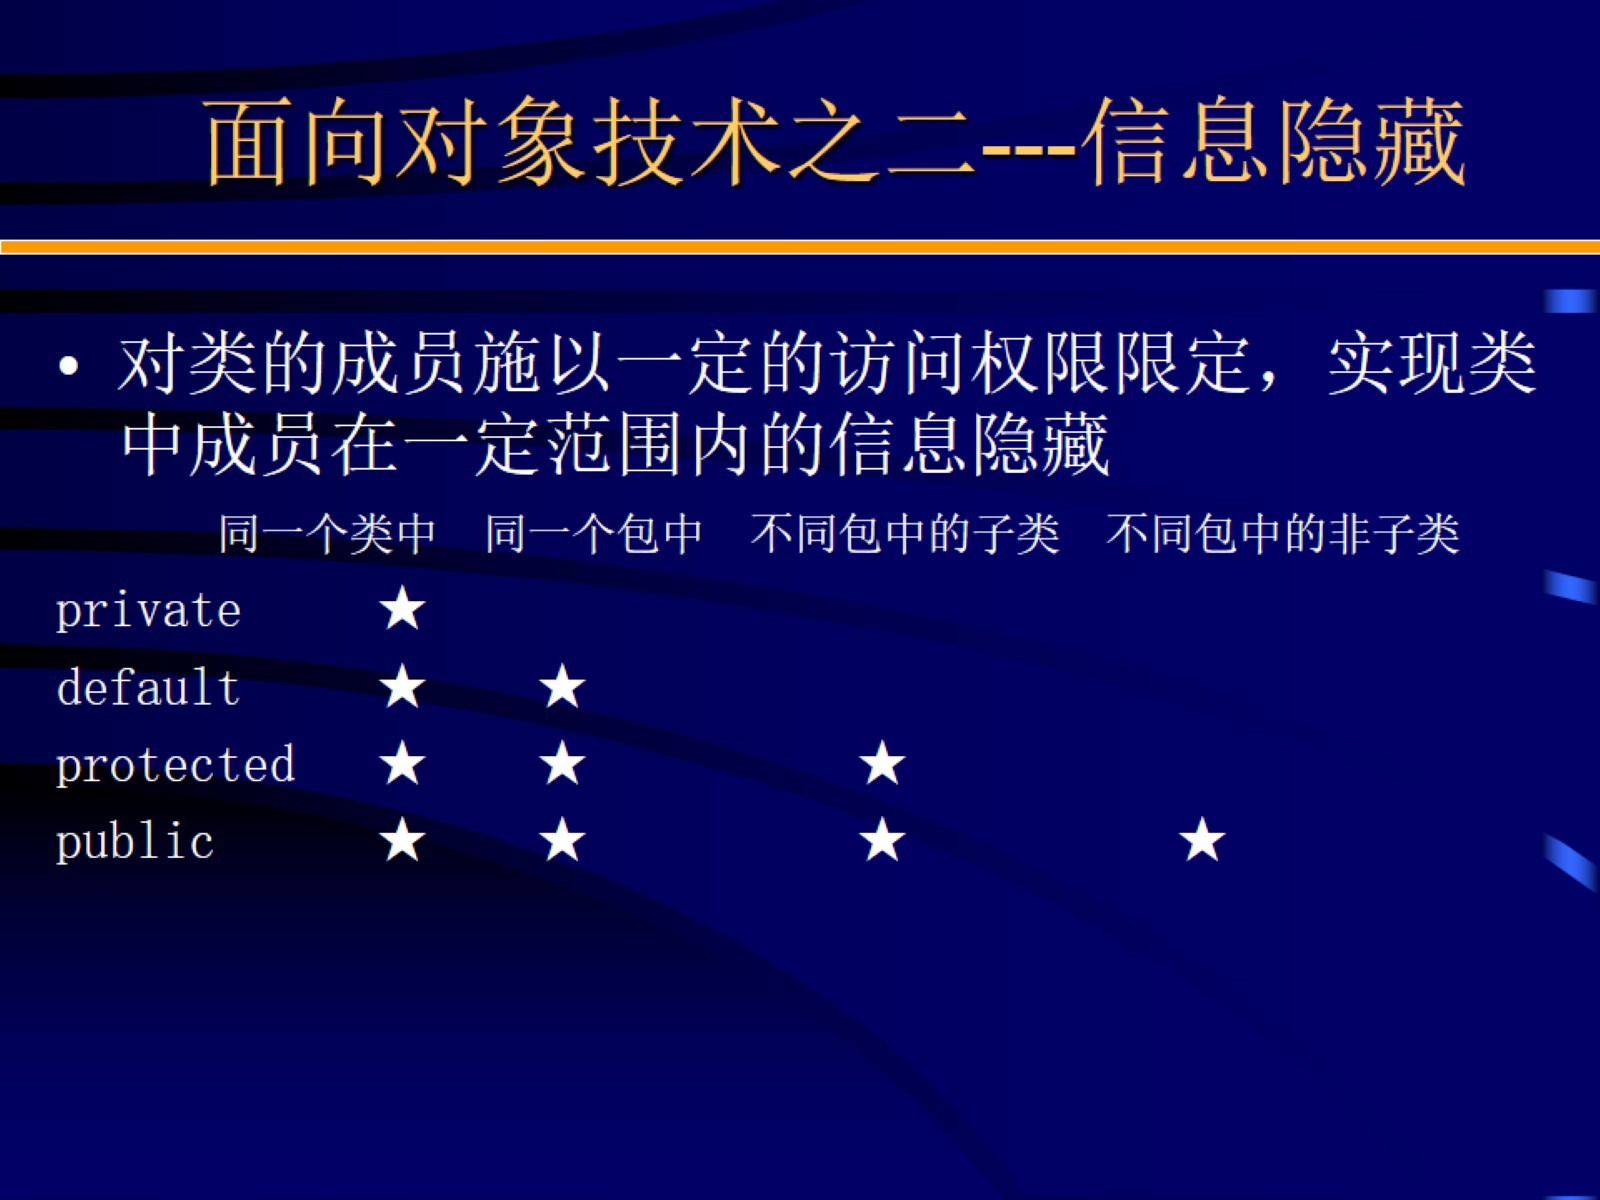 面向对象技术之二---信息隐藏
• 对类的成员施以一定的访问权限限定，实现类
中成员在一定范围内的信息隐藏
同一个类中 同一个包中 不同包中的子类 不同包中的非子类
private ★
default ★ ★
protected ★ ★ ★
public ★ ★ ★ ★